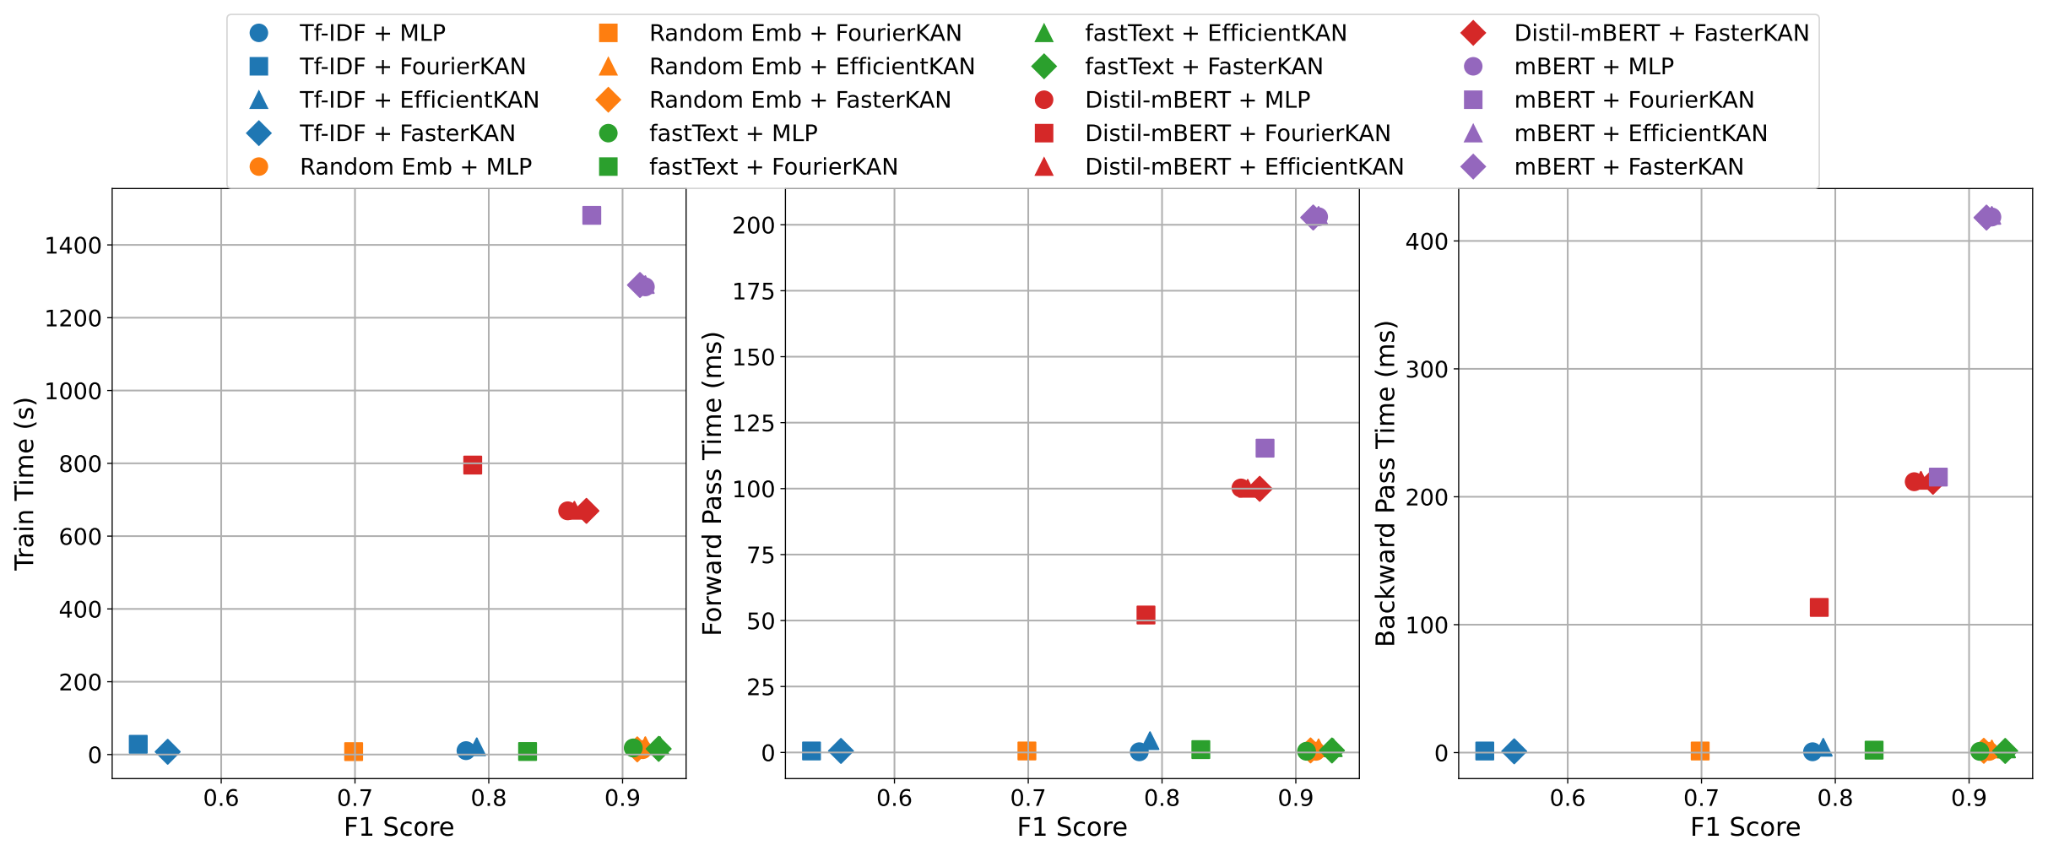 Tf-IDF + MLP
Tf-IDF + FourierKAN
Tf-IDF + EfficientKAN
Tf-IDF + FasterKAN
Random Emb + MLP
Random Emb + FourierKAN
Random Emb + EfficientKAN
Random Emb + FasterKAN
fastText + MLP
fastText + FourierKAN
fastText + EfficientKAN
fastText + FasterKAN
Distil-mBERT + MLP
Distil-mBERT + FourierKAN
Distil-mBERT + EfficientKAN
Distil-mBERT + FasterKAN
mBERT + MLP
mBERT + FourierKAN
mBERT + EfficientKAN
mBERT + FasterKAN
Train Time (s)
1400
1200
1000
800
600
400
200
0
0.6 0.7 0.8 0.9
F1 Score
Forward Pass Time (ms)
200
175
150
125
100
75
50
25
0
0.6 0.7 0.8 0.9
F1 Score
Backward Pass Time (ms)
400
300
200
100
0
0.6 0.7 0.8 0.9
F1 Score